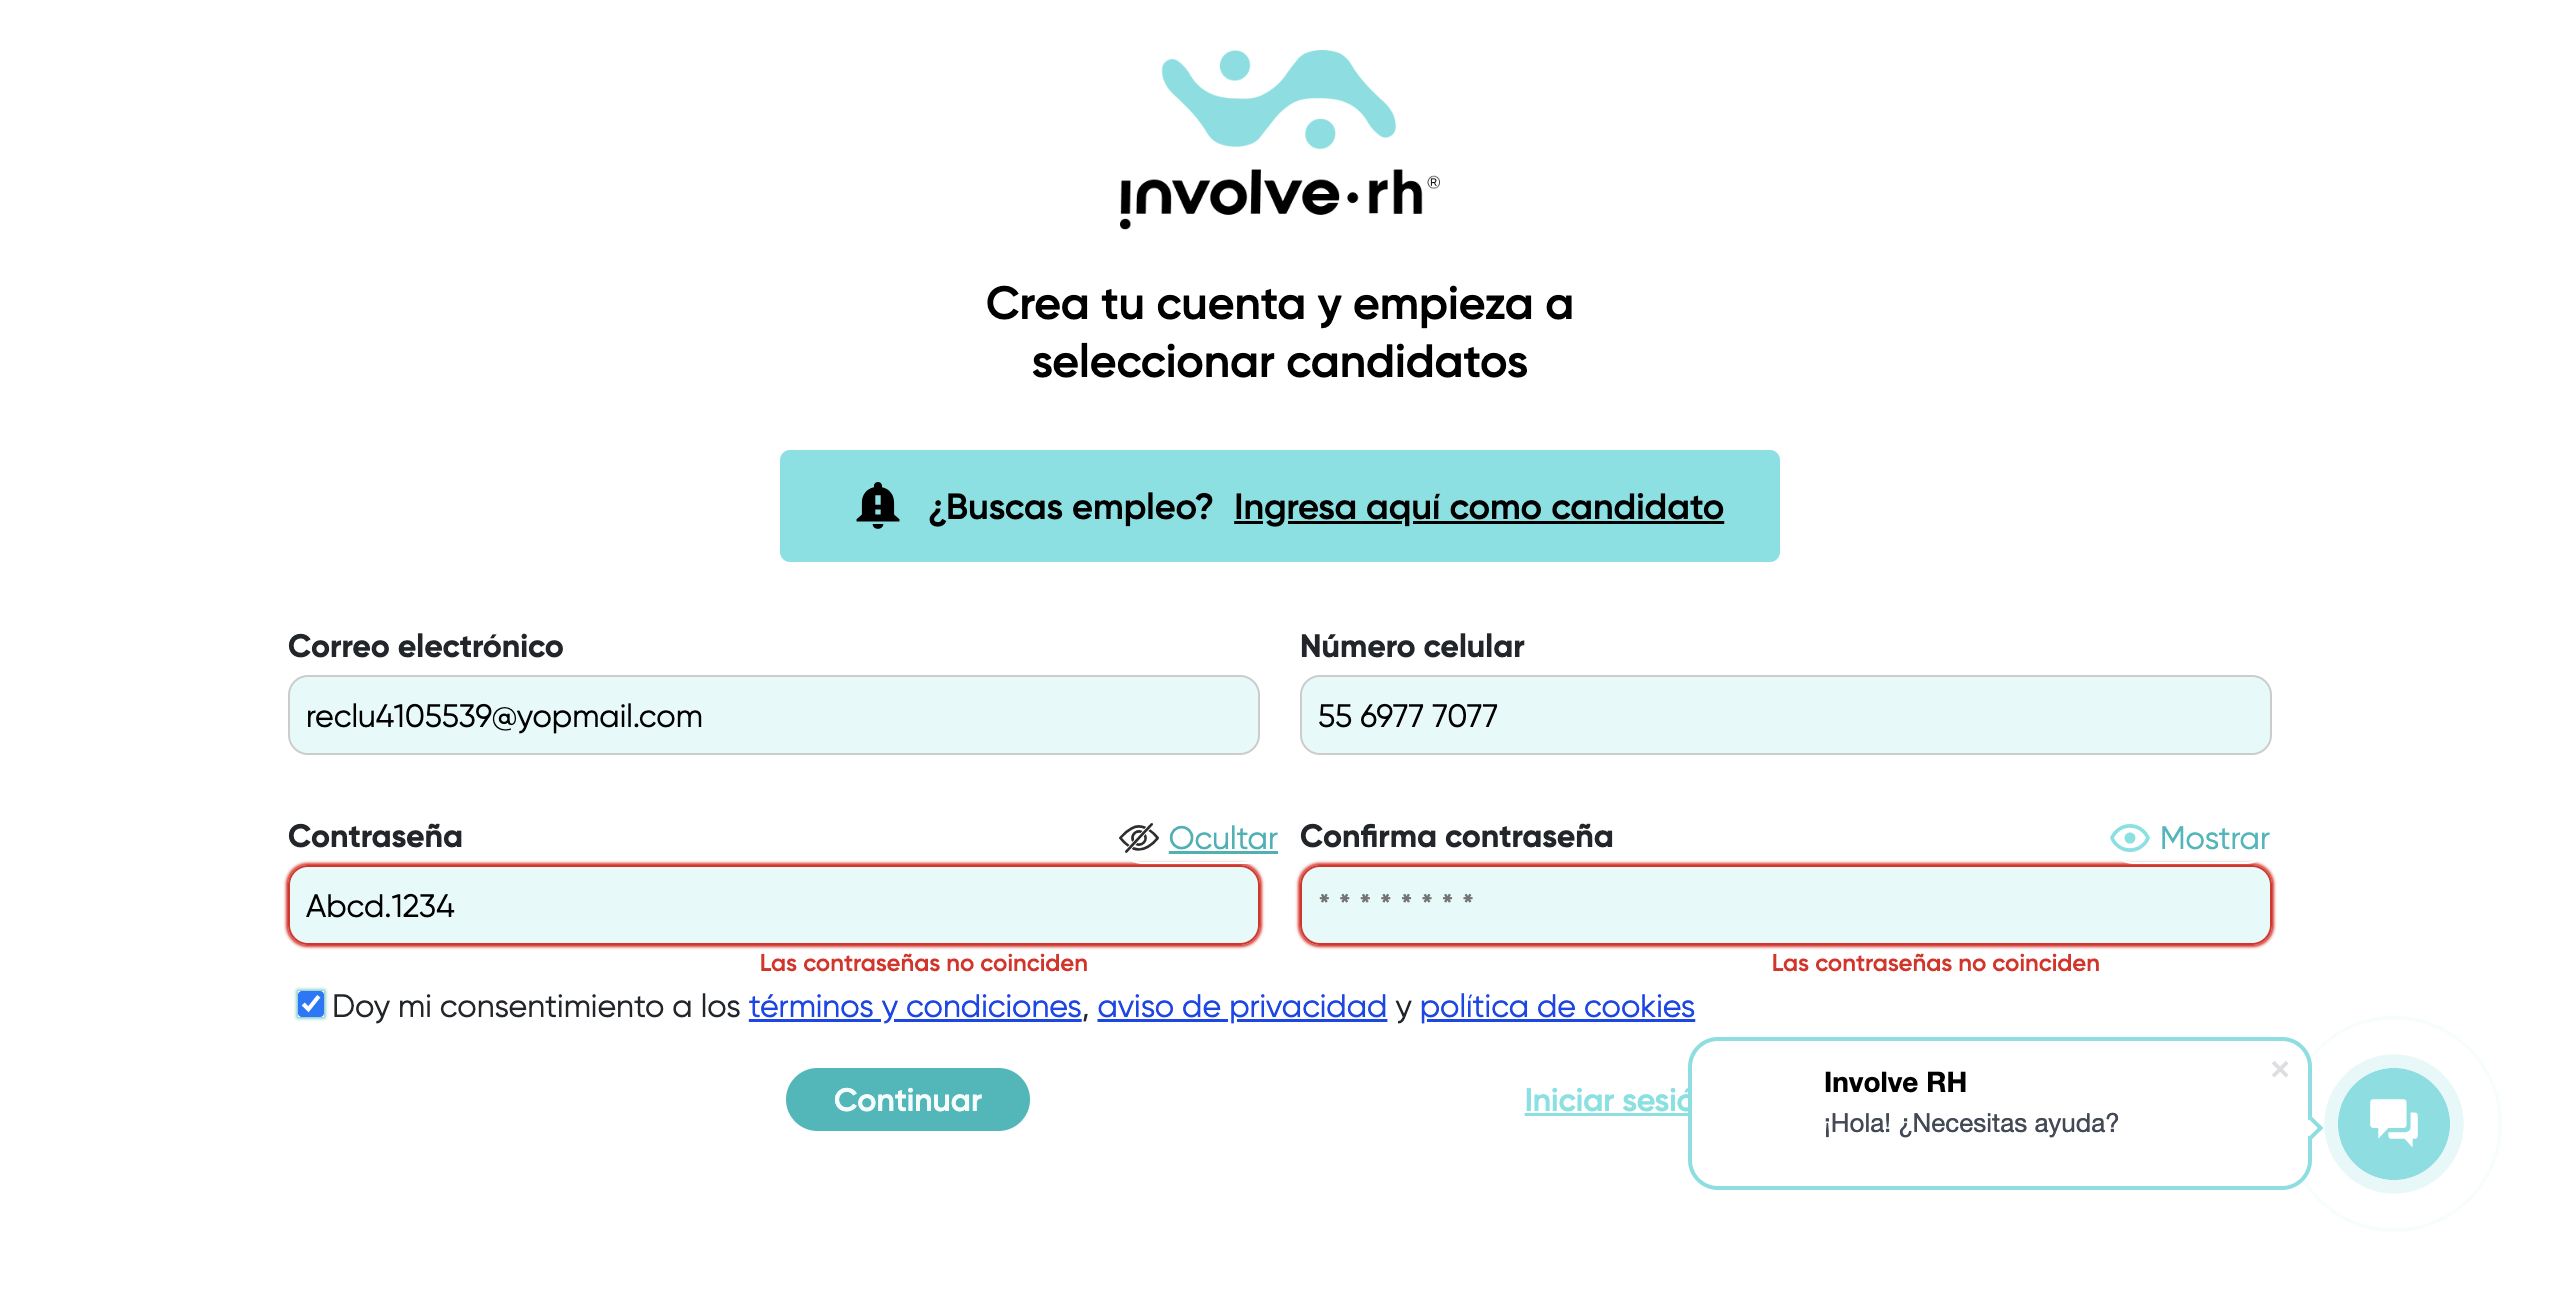 involve·rh®
Crea tu cuenta y empieza a
seleccionar candidatos
¿Buscas empleo? Ingresa aquí como candidato
Correo electrónico
reclu4105539@yopmail.com
Número celular
55 6977 7077
Contraseña
Ocultar
Abcd.1234
Las contraseñas no coinciden
Confirma contraseña
Mostrar
* * * * * * * *
Las contraseñas no coinciden
Doy mi consentimiento a los términos y condiciones, aviso de privacidad y política de cookies
Continuar
Iniciar sesió
Involve RH
¡Hola! ¿Necesitas ayuda?